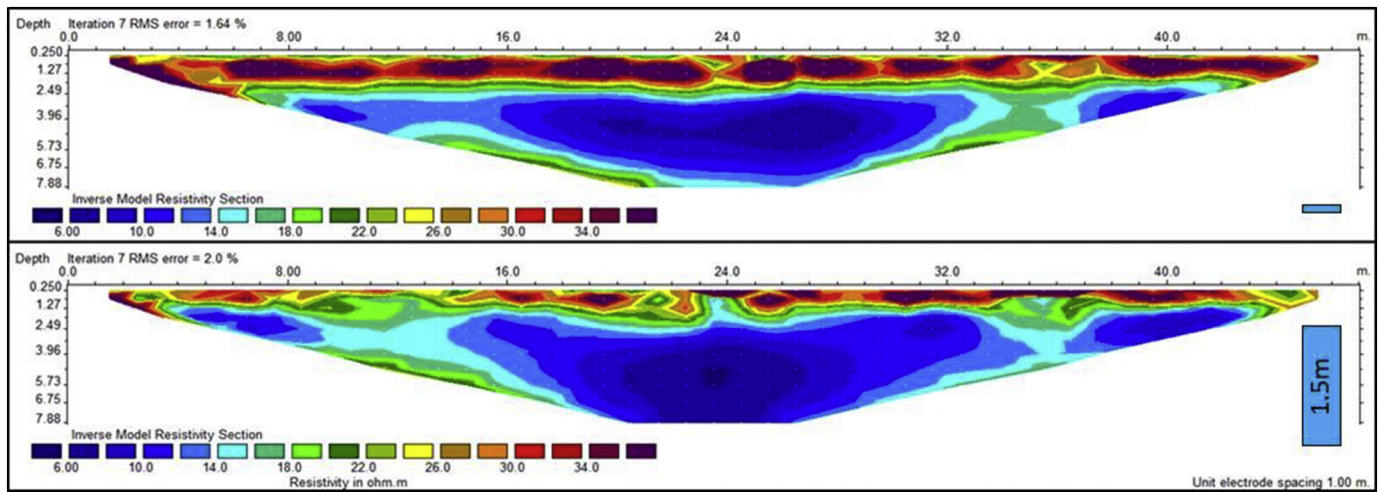 Depth Iteration 7 RMS error = 1.64 %
0.0 8.00 16.0 24.0 32.0 40.0 m.
0.250
1.27
2.49
3.96
5.73
6.75
7.88
Inverse Model Resistivity Section
6.00 10.0 14.0 18.0 22.0 26.0 30.0 34.0
Depth Iteration 7 RMS error = 2.0 %
0.0 8.00 16.0 24.0 32.0 40.0 m.
0.250
1.27
2.49
3.96
5.73
6.75
7.88
1.5m
Inverse Model Resistivity Section
6.00 10.0 14.0 18.0 22.0 26.0 30.0 34.0
Resistivity in ohm.m Unit electrode spacing 1.00 m.